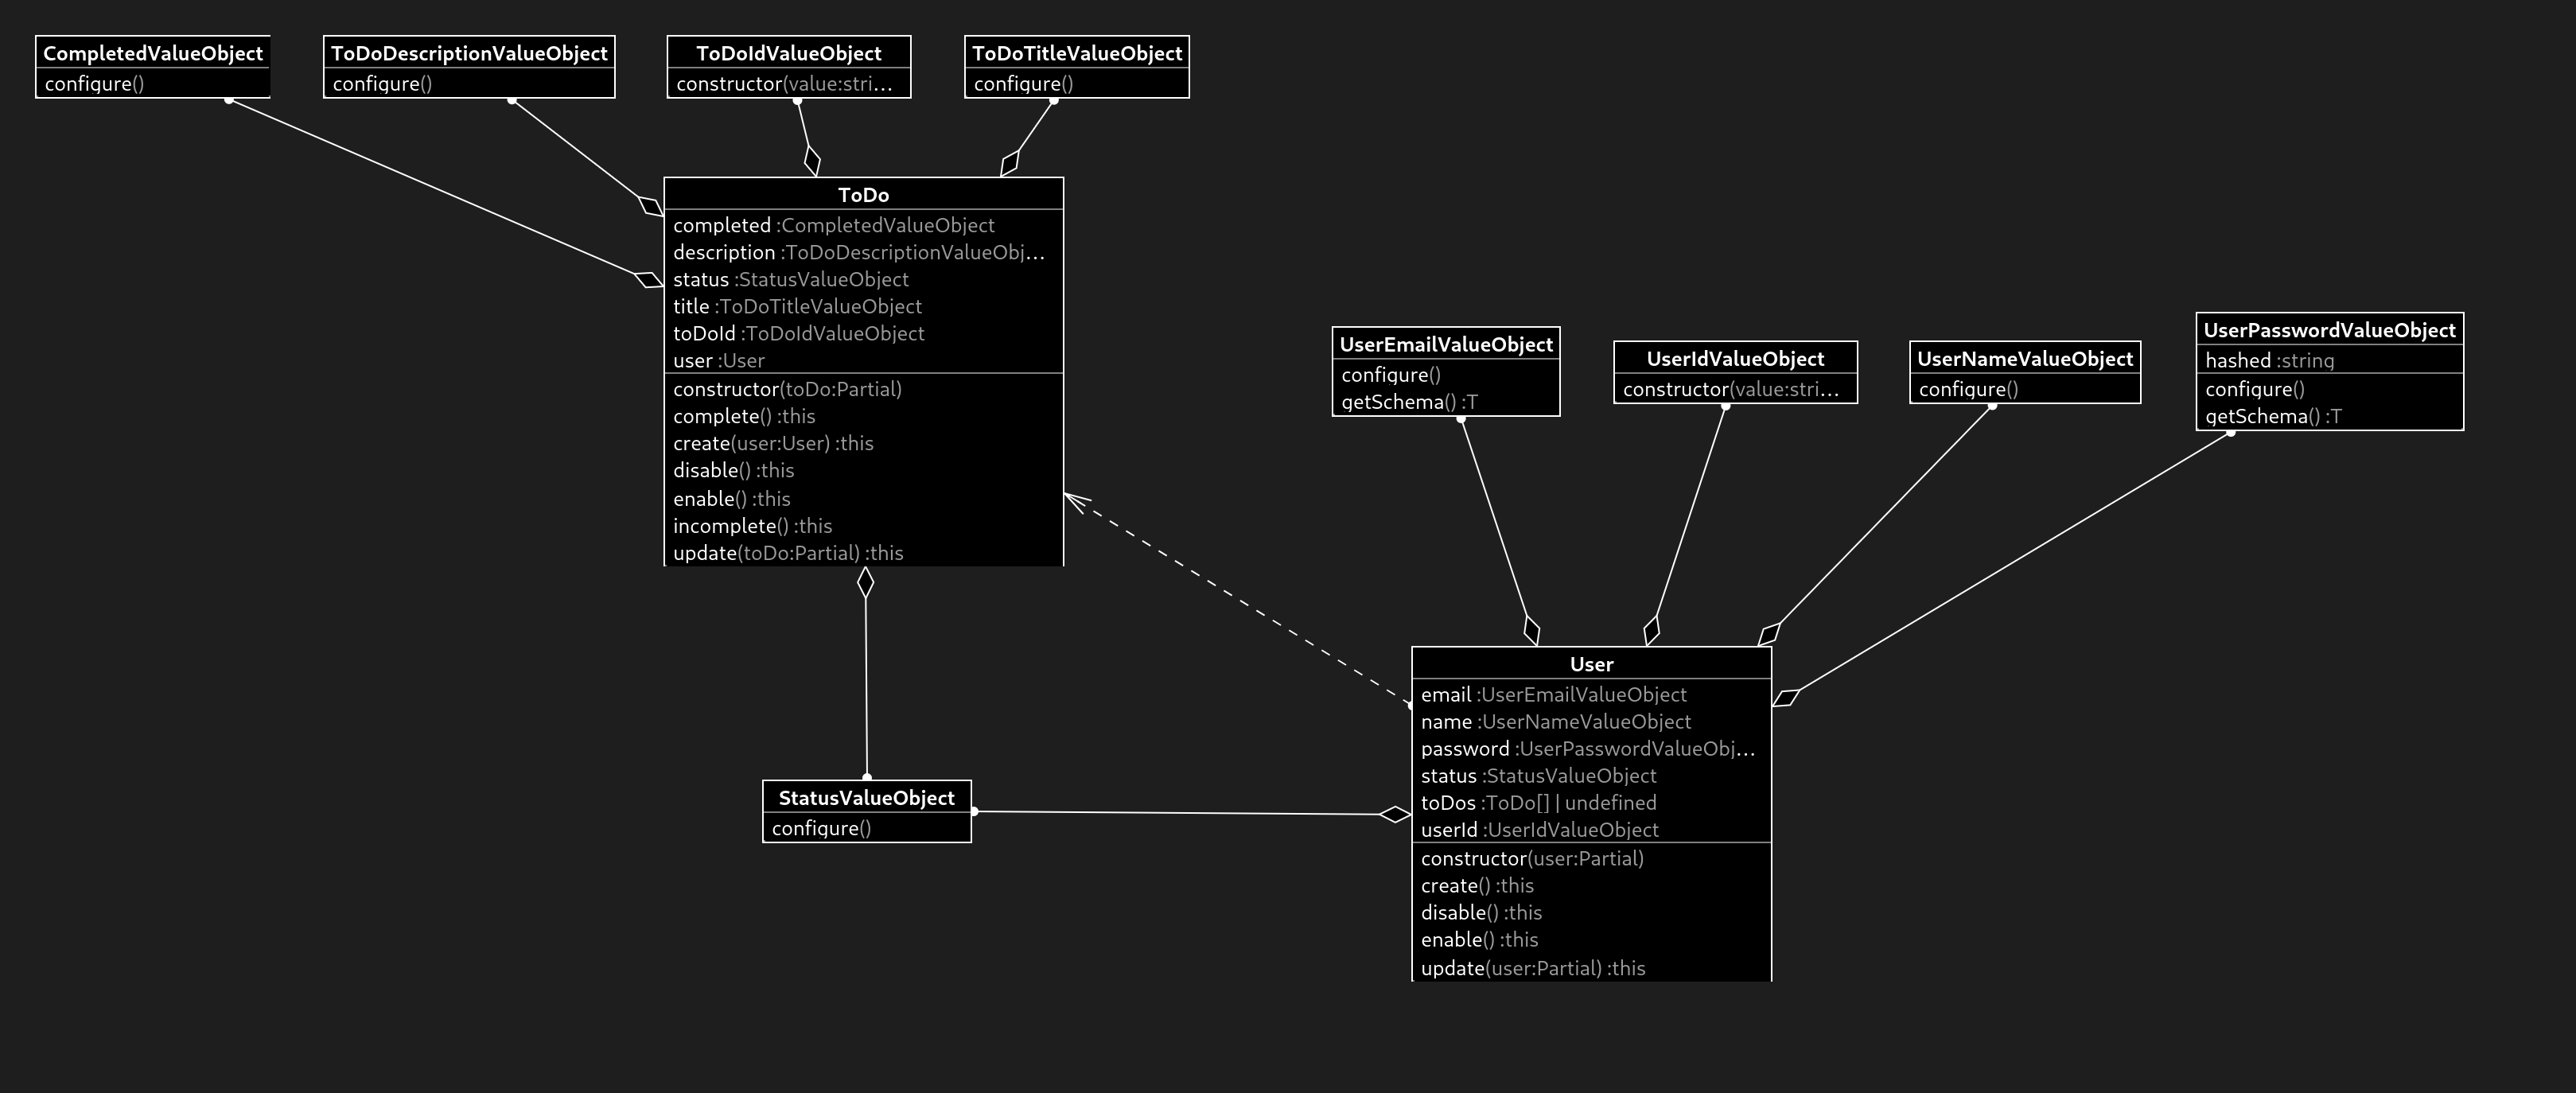 CompletedValueObject
configure()
ToDoDescriptionValueObject
configure()
ToDoIdValueObject
constructor(value:stri...
ToDoTitleValueObject
configure()
ToDo
completed :CompletedValueObject
description :ToDoDescriptionValueObj...
status :StatusValueObject
title :ToDoTitleValueObject
toDoId :ToDoIdValueObject
user :User
constructor(toDo:Partial)
complete() :this
create(user:User) :this
disable() :this
enable() :this
incomplete() :this
update(toDo:Partial) :this
UserEmailValueObject
configure()
getSchema() :T
UserIdValueObject
constructor(value:stri...
UserNameValueObject
configure()
UserPasswordValueObject
hashed :string
configure()
getSchema() :T
User
email :UserEmailValueObject
name :UserNameValueObject
password :UserPasswordValueObj...
status :StatusValueObject
toDos :ToDo[] | undefined
userId :UserIdValueObject
constructor(user:Partial)
create() :this
disable() :this
enable() :this
update(user:Partial) :this
StatusValueObject
configure()